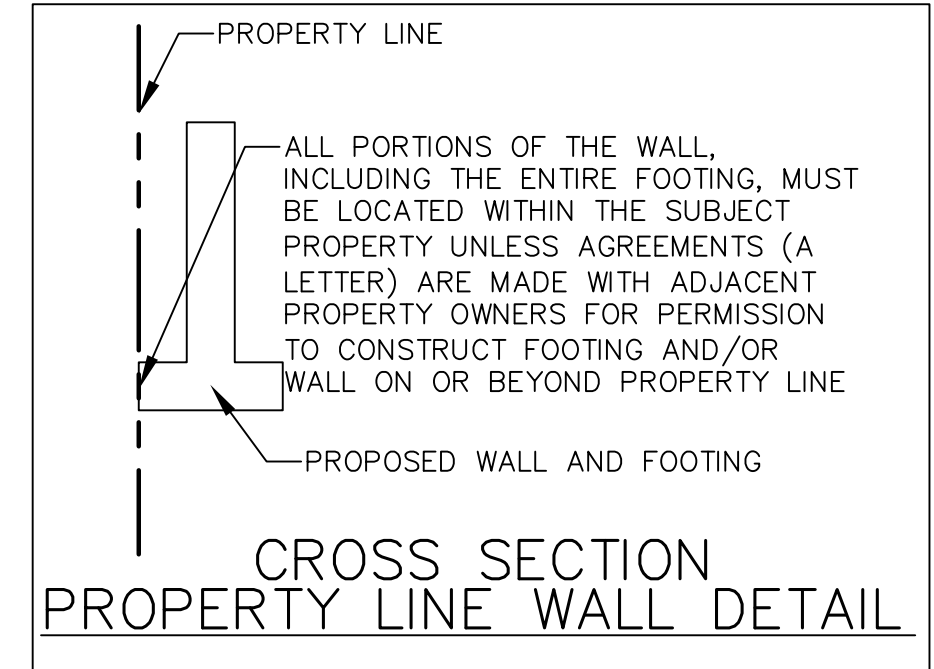 PROPERTY LINE
ALL PORTIONS OF THE WALL,
INCLUDING THE ENTIRE FOOTING, MUST
BE LOCATED WITHIN THE SUBJECT
PROPERTY UNLESS AGREEMENTS (A
LETTER) ARE MADE WITH ADJACENT
PROPERTY OWNERS FOR PERMISSION
TO CONSTRUCT FOOTING AND/OR
WALL ON OR BEYOND PROPERTY LINE
PROPOSED WALL AND FOOTING
CROSS SECTION
PROPERTY LINE WALL DETAIL